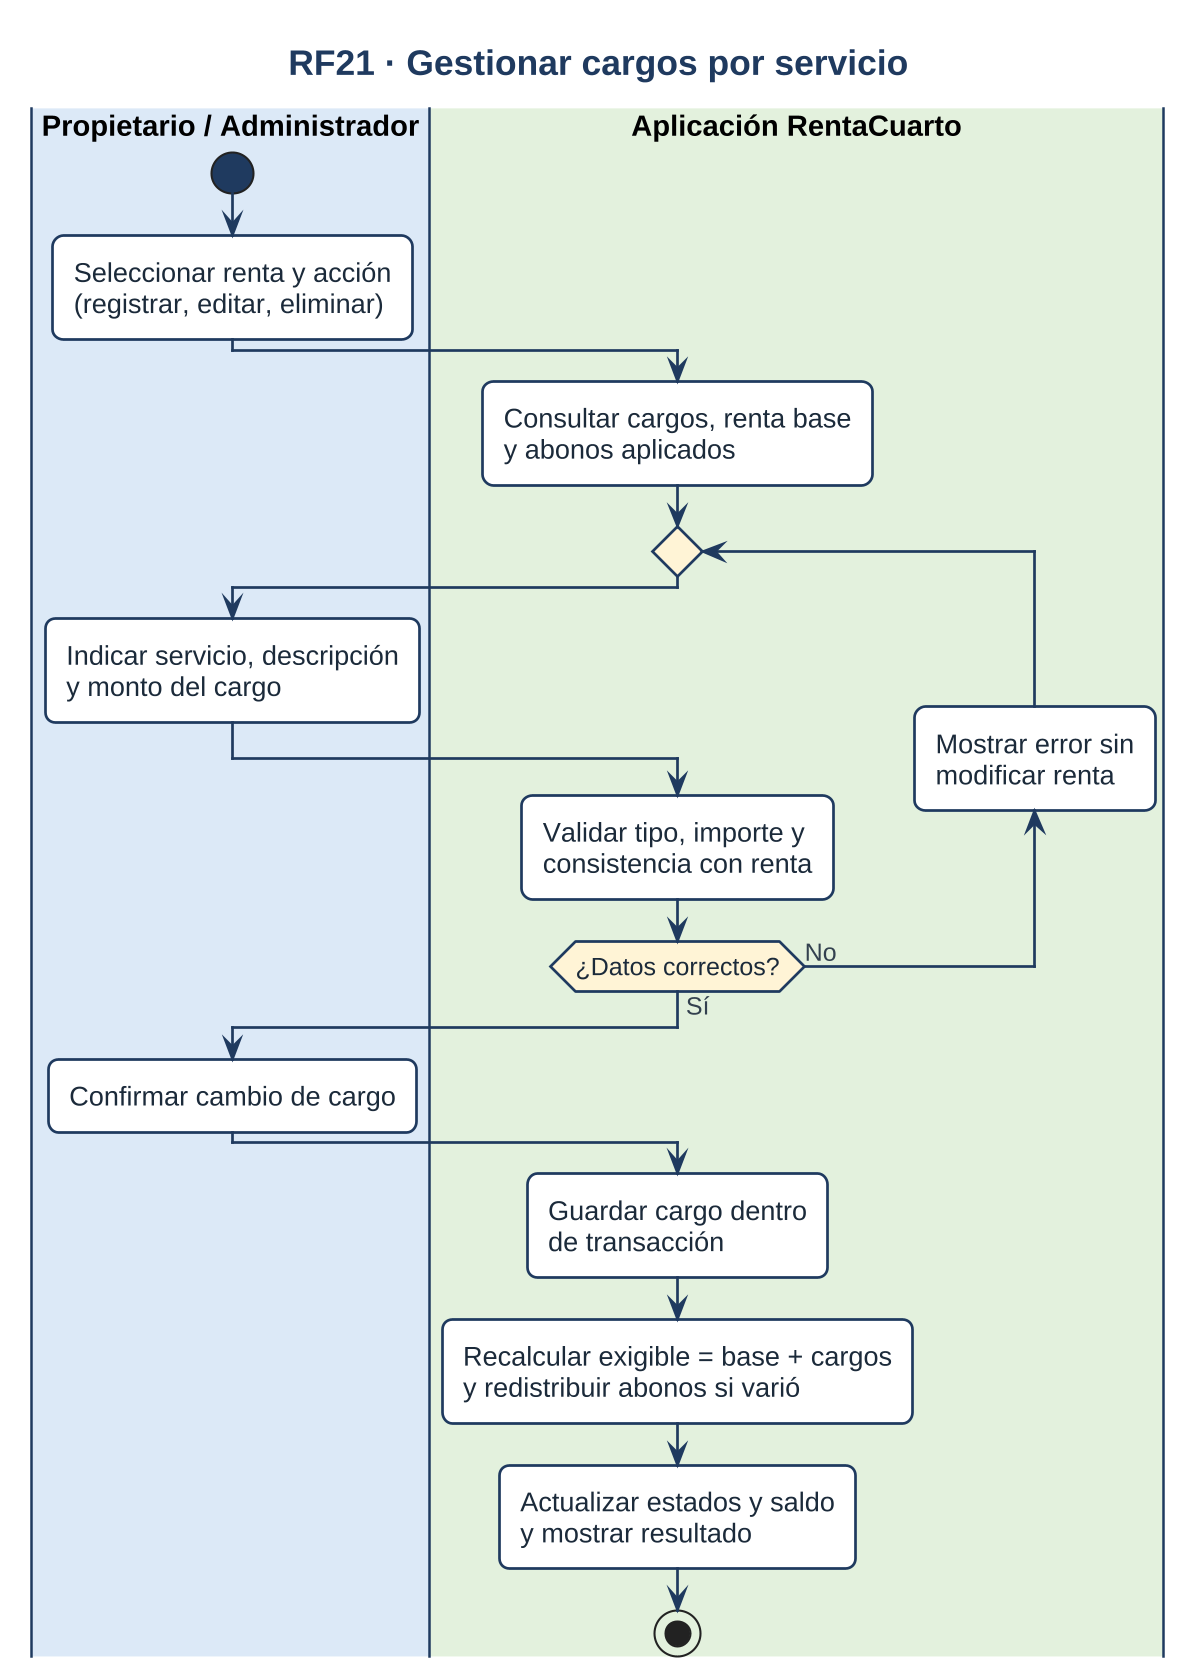 RF21 · Gestionar cargos por servicio
Propietario / Administrador
Aplicación RentaCuarto
Seleccionar renta y acción
(registrar, editar, eliminar)
Consultar cargos, renta base
y abonos aplicados
Indicar servicio, descripción
y monto del cargo
Mostrar error sin
modificar renta
Validar tipo, importe y
consistencia con renta
¿Datos correctos?
No
Sí
Confirmar cambio de cargo
Guardar cargo dentro
de transacción
Recalcular exigible = base + cargos
y redistribuir abonos si varió
Actualizar estados y saldo
y mostrar resultado